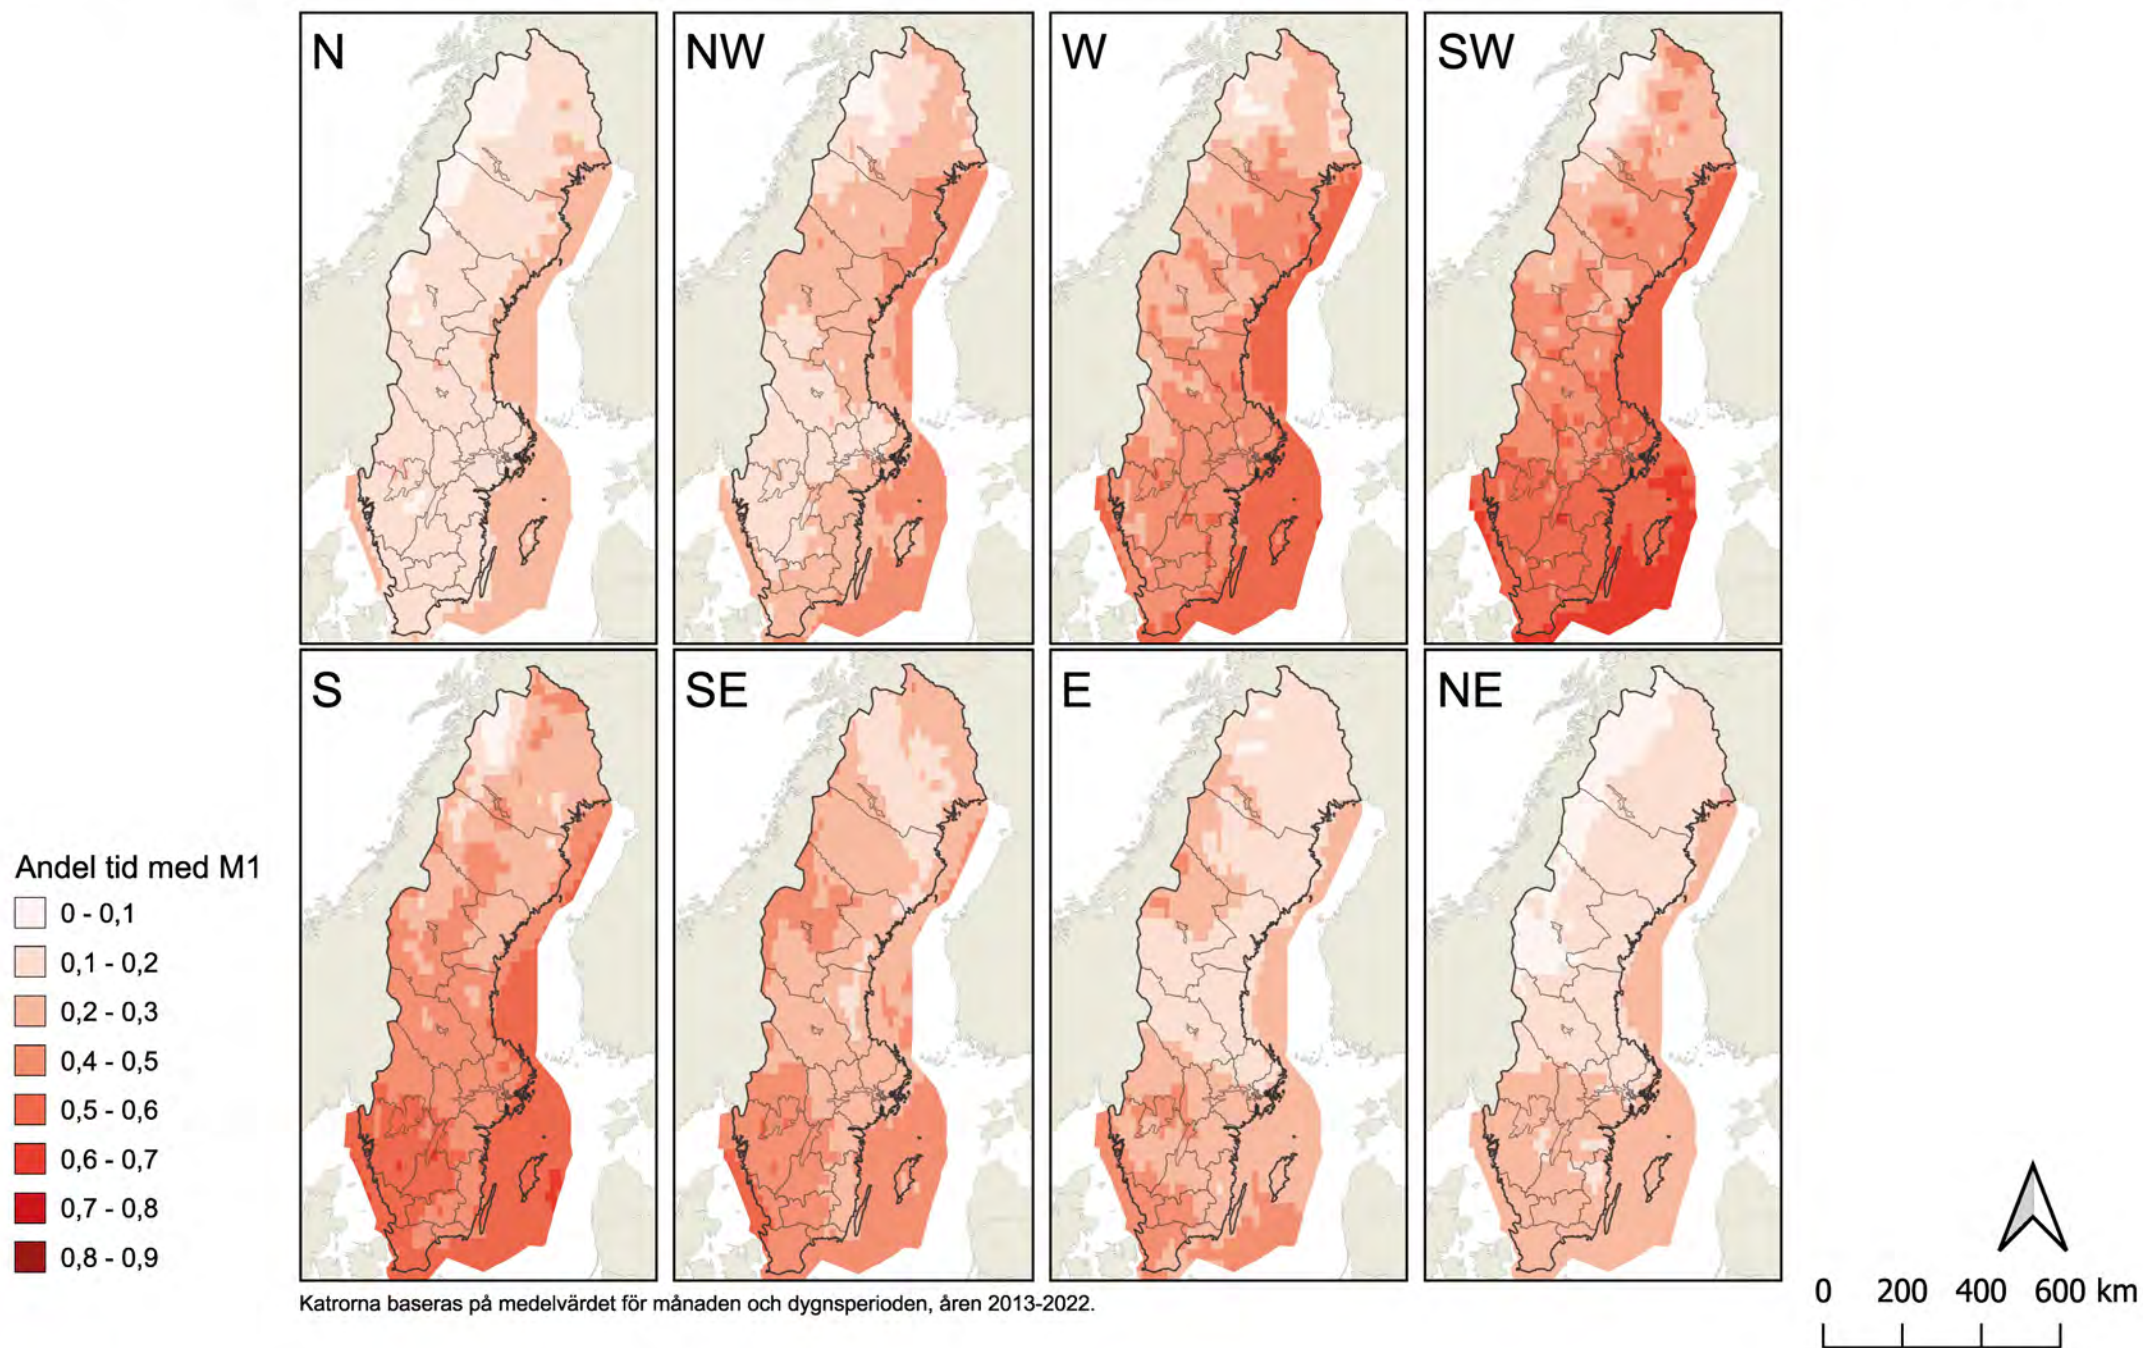 N
NW
W
SW
S
SE
E
NE
Andel tid med M1
0 - 0,1
0,1 - 0,2
0,2 - 0,3
0,4 - 0,5
0,5 - 0,6
0,6 - 0,7
0,7 - 0,8
0,8 - 0,9
Katrorna baseras på medelvärdet för månaden och dygnsperioden, åren 2013-2022.
0 200 400 600 km